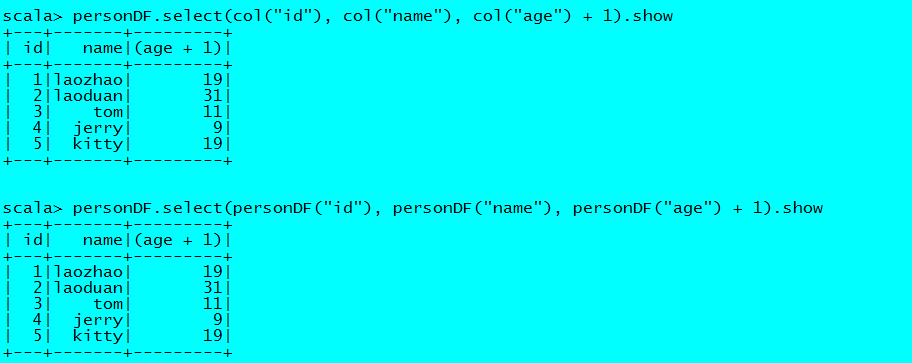 scala> personDF.select(col("id"), col("name"), col("age") + 1).show
+---+-------+---------+
| id|   name|(age + 1)|
+---+-------+---------+
|  1|laozhao|       19|
|  2|laoduan|       31|
|  3|    tom|       11|
|  4|  jerry|        9|
|  5|  kitty|       19|
+---+-------+---------+
scala> personDF.select(personDF("id"), personDF("name"), personDF("age") + 1).show
+---+-------+---------+
| id|   name|(age + 1)|
+---+-------+---------+
|  1|laozhao|       19|
|  2|laoduan|       31|
|  3|    tom|       11|
|  4|  jerry|        9|
|  5|  kitty|       19|
+---+-------+---------+